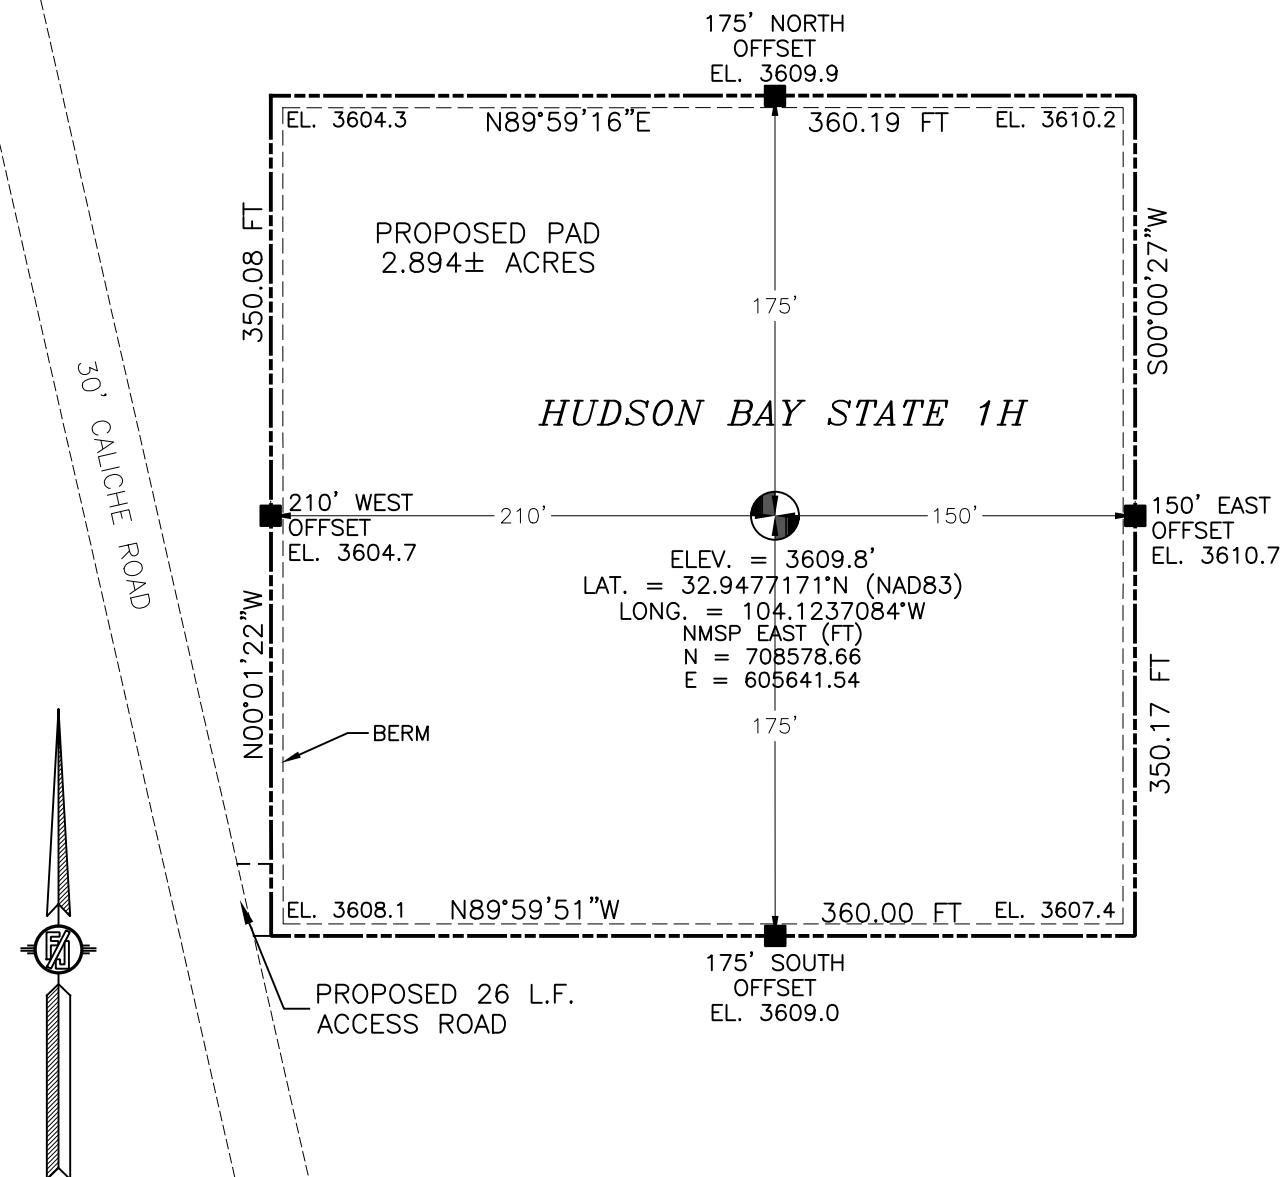 175' NORTH
OFFSET
EL. 3609.9
EL. 3604.3
N89°59'16"E
360.19 FT
EL. 3610.2
350.08 FT
PROPOSED PAD
2.894± ACRES
S00°00'27"W
175'
30' CALICHE ROAD
HUDSON BAY STATE 1H
210' WEST
OFFSET
EL. 3604.7
210'
150'
150' EAST
OFFSET
EL. 3610.7
ELEV. = 3609.8'
LAT. = 32.9477171°N (NAD83)
LONG. = 104.1237084°W
NMSP EAST (FT)
N = 708578.66
E = 605641.54
N00°01'22"W
350.17 FT
175'
BERM
EL. 3608.1
N89°59'51"W
360.00 FT
EL. 3607.4
175' SOUTH
OFFSET
EL. 3609.0
PROPOSED 26 L.F.
ACCESS ROAD